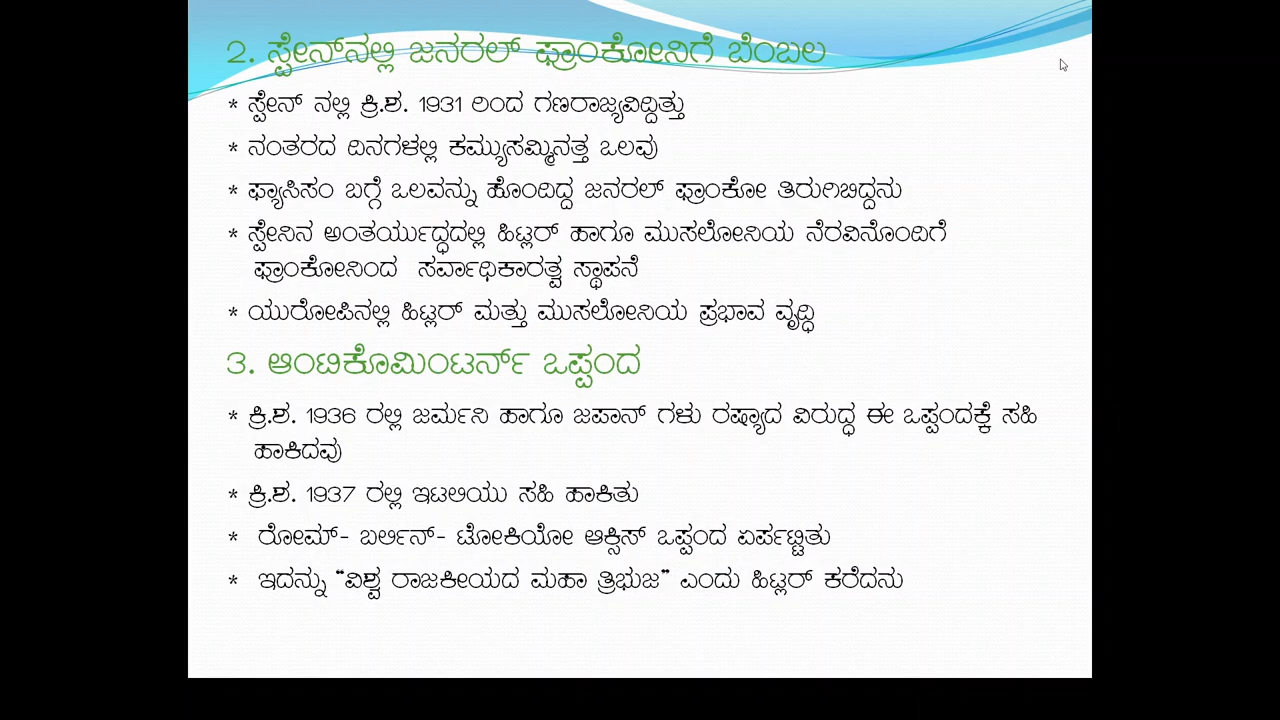 2. ಸ್ಪೇನ್‌ನಲ್ಲಿ ಜನರಲ್ ಫ್ರಾಂಕೋನಿಗೆ ಬೆಂಬಲ
* ಸ್ಪೇನ್ ನಲ್ಲಿ ಕ್ರಿ.ಶ. 1931 ರಿಂದ ಗಣರಾಜ್ಯವಿದ್ದಿತ್ತು
* ನಂತರದ ದಿನಗಳಲ್ಲಿ ಕಮ್ಯುಸಮ್ಮಿನತ್ತ ಒಲವು
* ಫ್ಯಾಸಿಸಂ ಬಗ್ಗೆ ಒಲವನ್ನು ಹೊಂದಿದ್ದ ಜನರಲ್ ಫ್ರಾಂಕೋ ತಿರುಗಿಬಿದ್ದನು
* ಸ್ಪೇನಿನ ಅಂತರ್ಯುದ್ಧದಲ್ಲಿ ಹಿಟ್ಲರ್ ಹಾಗೂ ಮುಸಲೋನಿಯ ನೆರವಿನೊಂದಿಗೆ
ಫ್ರಾಂಕೋನಿಂದ ಸರ್ವಾಧಿಕಾರತ್ವ ಸ್ಥಾಪನೆ
* ಯುರೋಪಿನಲ್ಲಿ ಹಿಟ್ಲರ್ ಮತ್ತು ಮುಸಲೋನಿಯ ಪ್ರಭಾವ ವೃದ್ಧಿ
3. ಆಂಟಿಕೊಮಿಂಟರ್ನ್ ಒಪ್ಪಂದ
* ಕ್ರಿ.ಶ. 1936 ರಲ್ಲಿ ಜರ್ಮನಿ ಹಾಗೂ ಜಪಾನ್ ಗಳು ರಷ್ಯಾದ ವಿರುದ್ಧ ಈ ಒಪ್ಪಂದಕ್ಕೆ ಸಹಿ
ಹಾಕಿದವು
* ಕ್ರಿ.ಶ. 1937 ರಲ್ಲಿ ಇಟಲಿಯು ಸಹಿ ಹಾಕಿತು
* ರೋಮ್- ಬರ್ಲಿನ್- ಟೋಕಿಯೋ ಆಕ್ಸಿಸ್ ಒಪ್ಪಂದ ಏರ್ಪಟ್ಟಿತು
* ಇದನ್ನು "ವಿಶ್ವ ರಾಜಕೀಯದ ಮಹಾ ತ್ರಿಭುಜ" ಎಂದು ಹಿಟ್ಲರ್ ಕರೆದನು